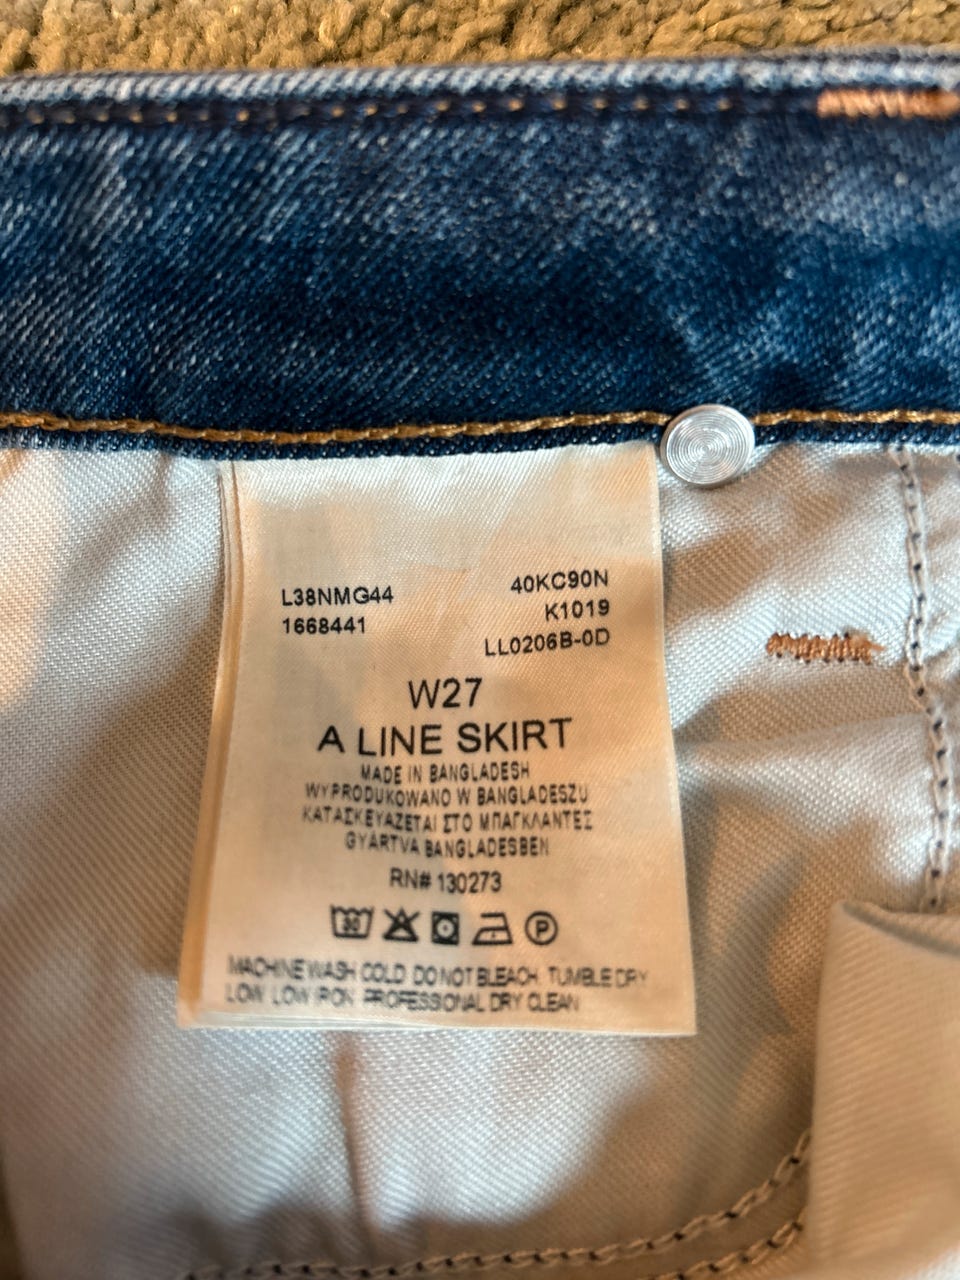 L38NMG44 40KC90N
1668441 K1019
LL0206B-0D
W27
A LINE SKIRT
MADE IN BANGLADESH
WYPRODUKOWANO W BANGLADESZU
ΚΑΤΑΣΚΕΥΑΖΕΤΑΙ ΣΤΟ ΜΠΑΓΚΛΑΝΤΕΣ
GYÁRTVA BANGLADESBEN
RN# 130273
30 P
MACHINE WASH COLD DO NOT BLEACH TUMBLE DRY
LOW LOW IRON PROFESSIONAL DRY CLEAN